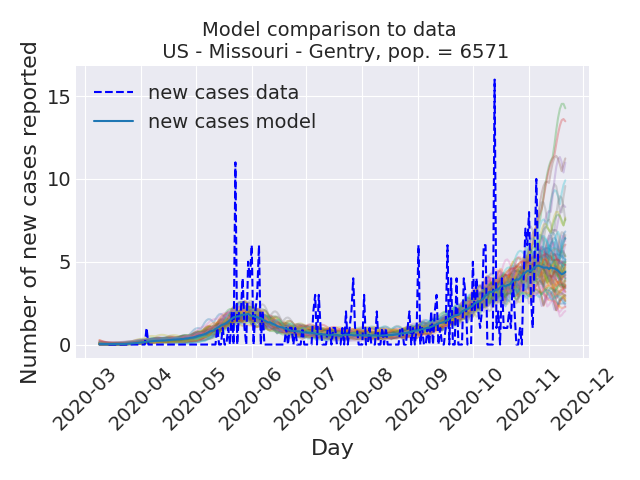 Model comparison to data
US - Missouri - Gentry, pop. = 6571
Number of new cases reported
15
10
5
0
new cases data
new cases model
2020-03
2020-04
2020-05
2020-06
2020-07
2020-08
2020-09
2020-10
2020-11
2020-12
Day